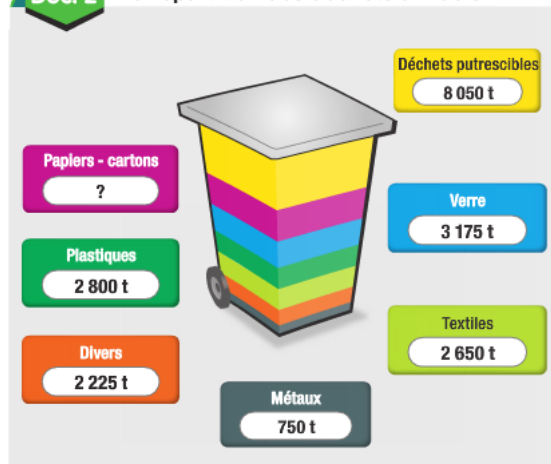 Déchets putrescibles
8 050 t
Papiers - cartons
?
Verre
3 175 t
Plastiques
2 800 t
Textiles
2 650 t
Divers
2 225 t
Métaux
750 t